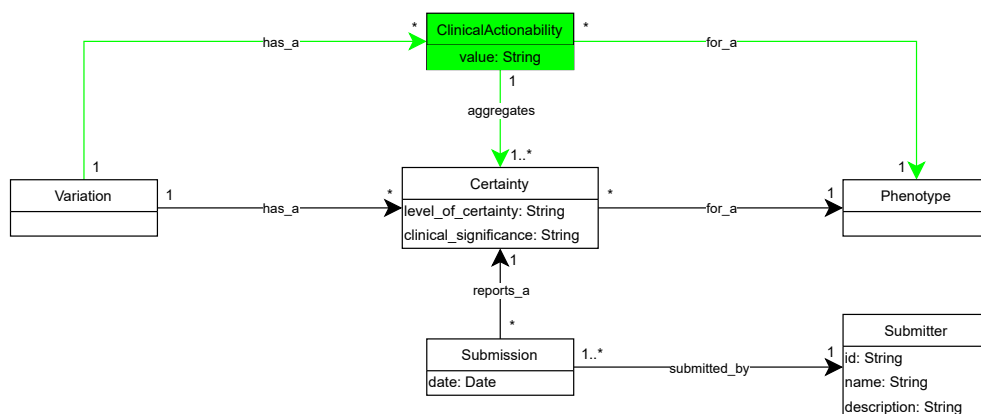 * ClinicalActionability *
has_a for_a
value: String
1
aggregates
1 1..* 1
Variation 1 * Certainty * 1 Phenotype
has_a level_of_certainty: String for_a
clinical_significance: String
1
reports_a
*
Submission 1..* 1 Submitter
date: Date submitted_by id: String
name: String
description: String